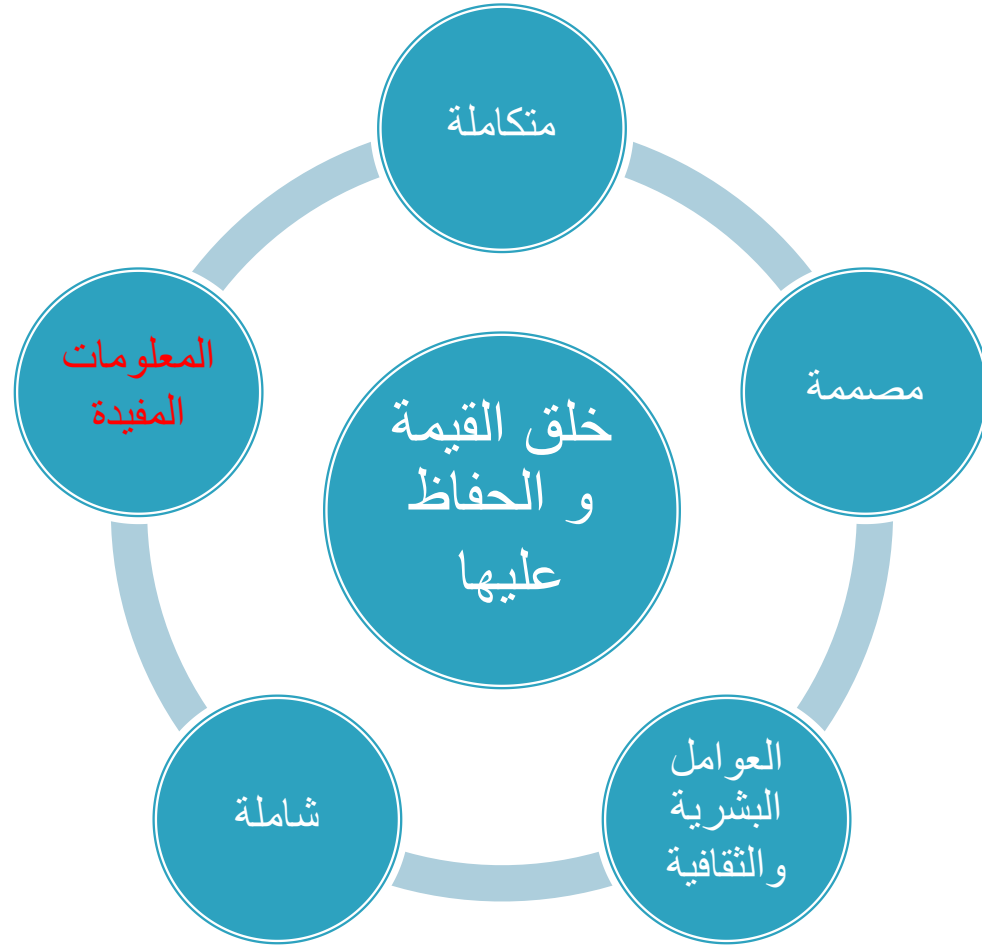 متكاملة
مصممة
المعلومات
المفيدة
خلق القيمة
و الحفاظ
عليها
العوامل
البشرية
والثقافية
شاملة